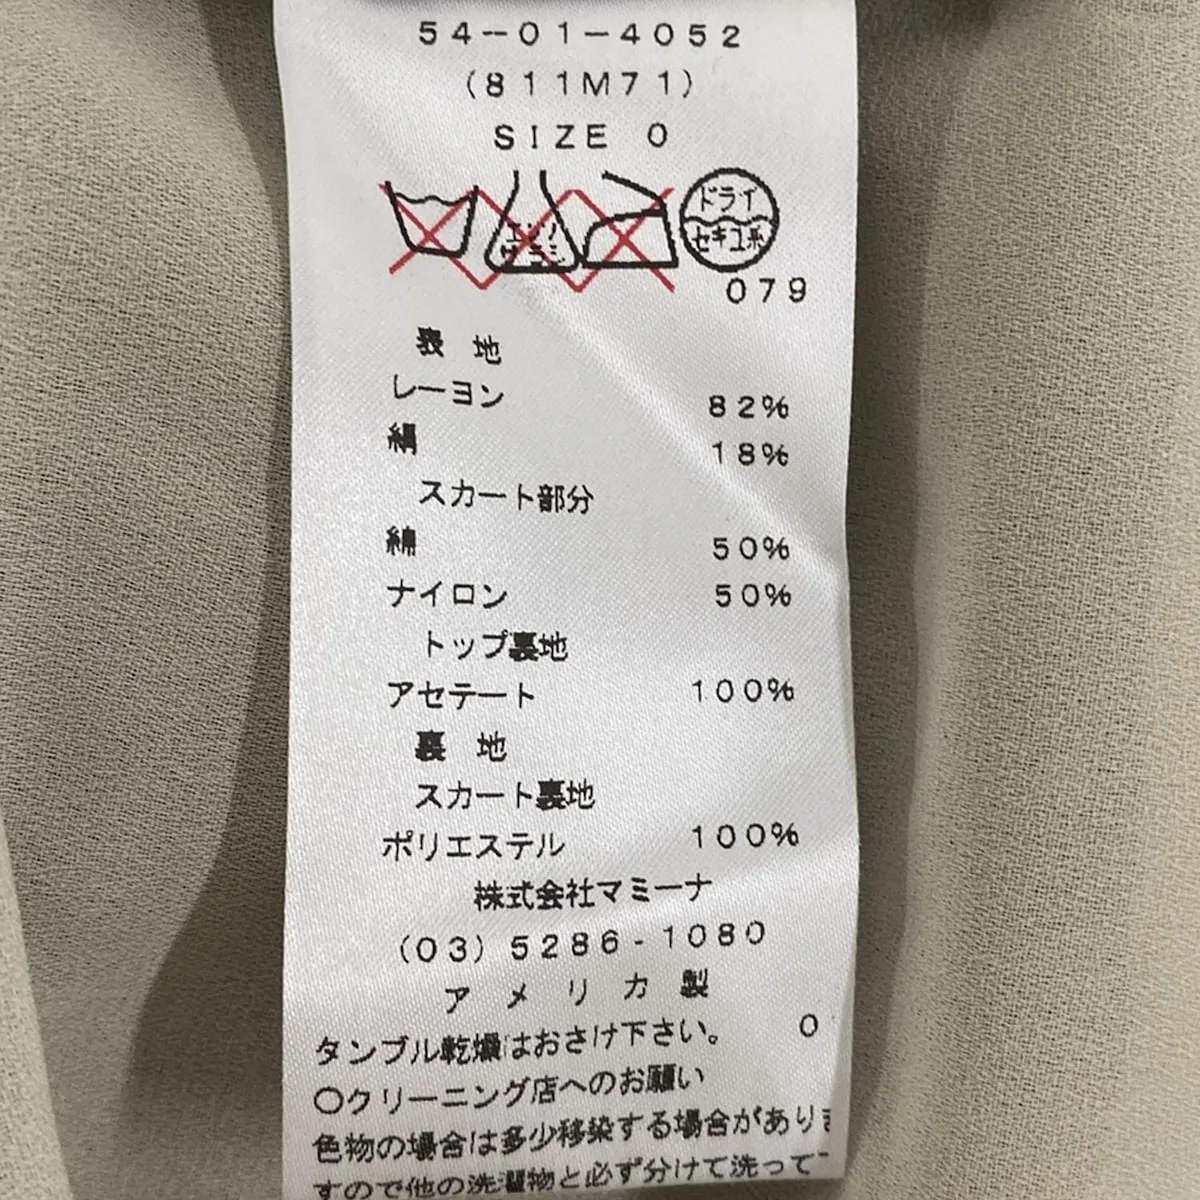 54-01-4052
(811M71)
SIZE 0
エンソ
サラシ
ドライ
セキユ系
079
表地
レーヨン 82%
絹 18%
スカート部分
綿 50%
ナイロン 50%
トップ裏地
アセテート 100%
裏地
スカート裏地
ポリエステル 100%
株式会社マミーナ
(03)5286-1080
アメリカ製
タンブル乾燥はおさけ下さい。 0
○クリーニング店へのお願い
色物の場合は多少移染する場合がありま
すので他の洗濯物と必ず分けて洗って